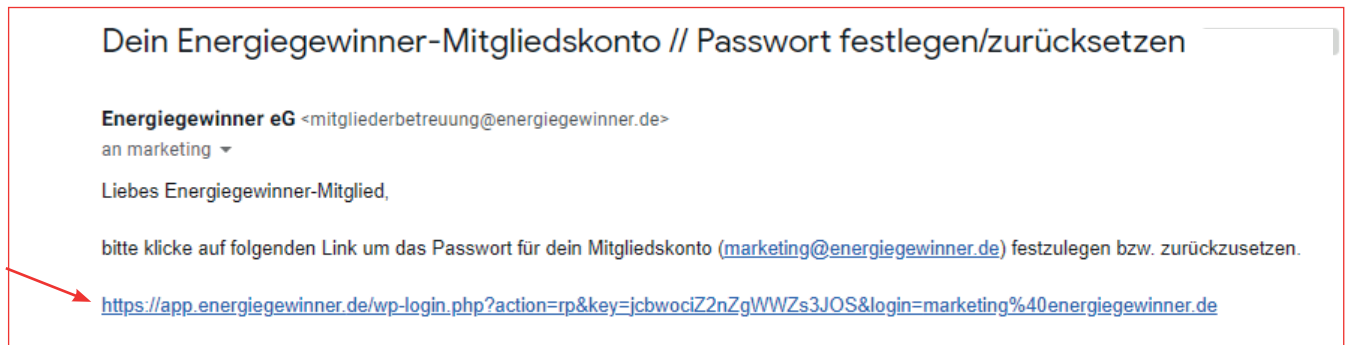 Dein Energiegewinner-Mitgliedskonto // Passwort festlegen/zurücksetzen
Energiegewinner eG <mitgliederbetreuung@energiegewinner.de>
an marketing
Liebes Energiegewinner-Mitglied,
bitte klicke auf folgenden Link um das Passwort für dein Mitgliedskonto (marketing@energiegewinner.de) festzulegen bzw. zurückzusetzen.
https://app.energiegewinner.de/wp-login.php?action=rp&key=jcbwociZ2nZgWWZs3JOS&login=marketing%40energiegewinner.de